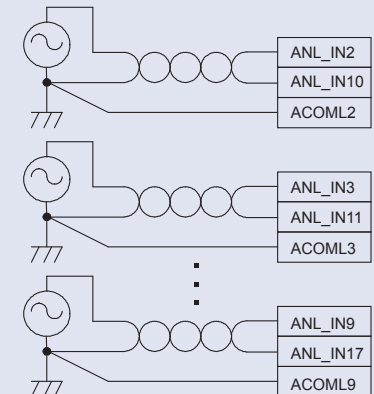 ANL_IN2
ANL_IN10
ACOML2
ANL_IN3
ANL_IN11
ACOML3
ANL_IN9
ANL_IN17
ACOML9